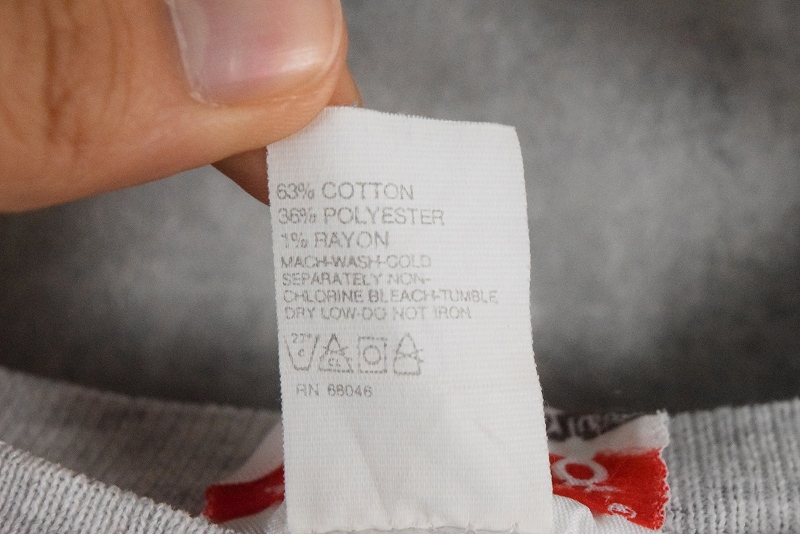 63% COTTON
36% POLYESTER
1% RAYON
MACH-WASH-COLD
SEPARATELY NON-
CHLORINE BLEACH-TUMBLE
DRY LOW-DO NOT IRON
CL
RN 68046